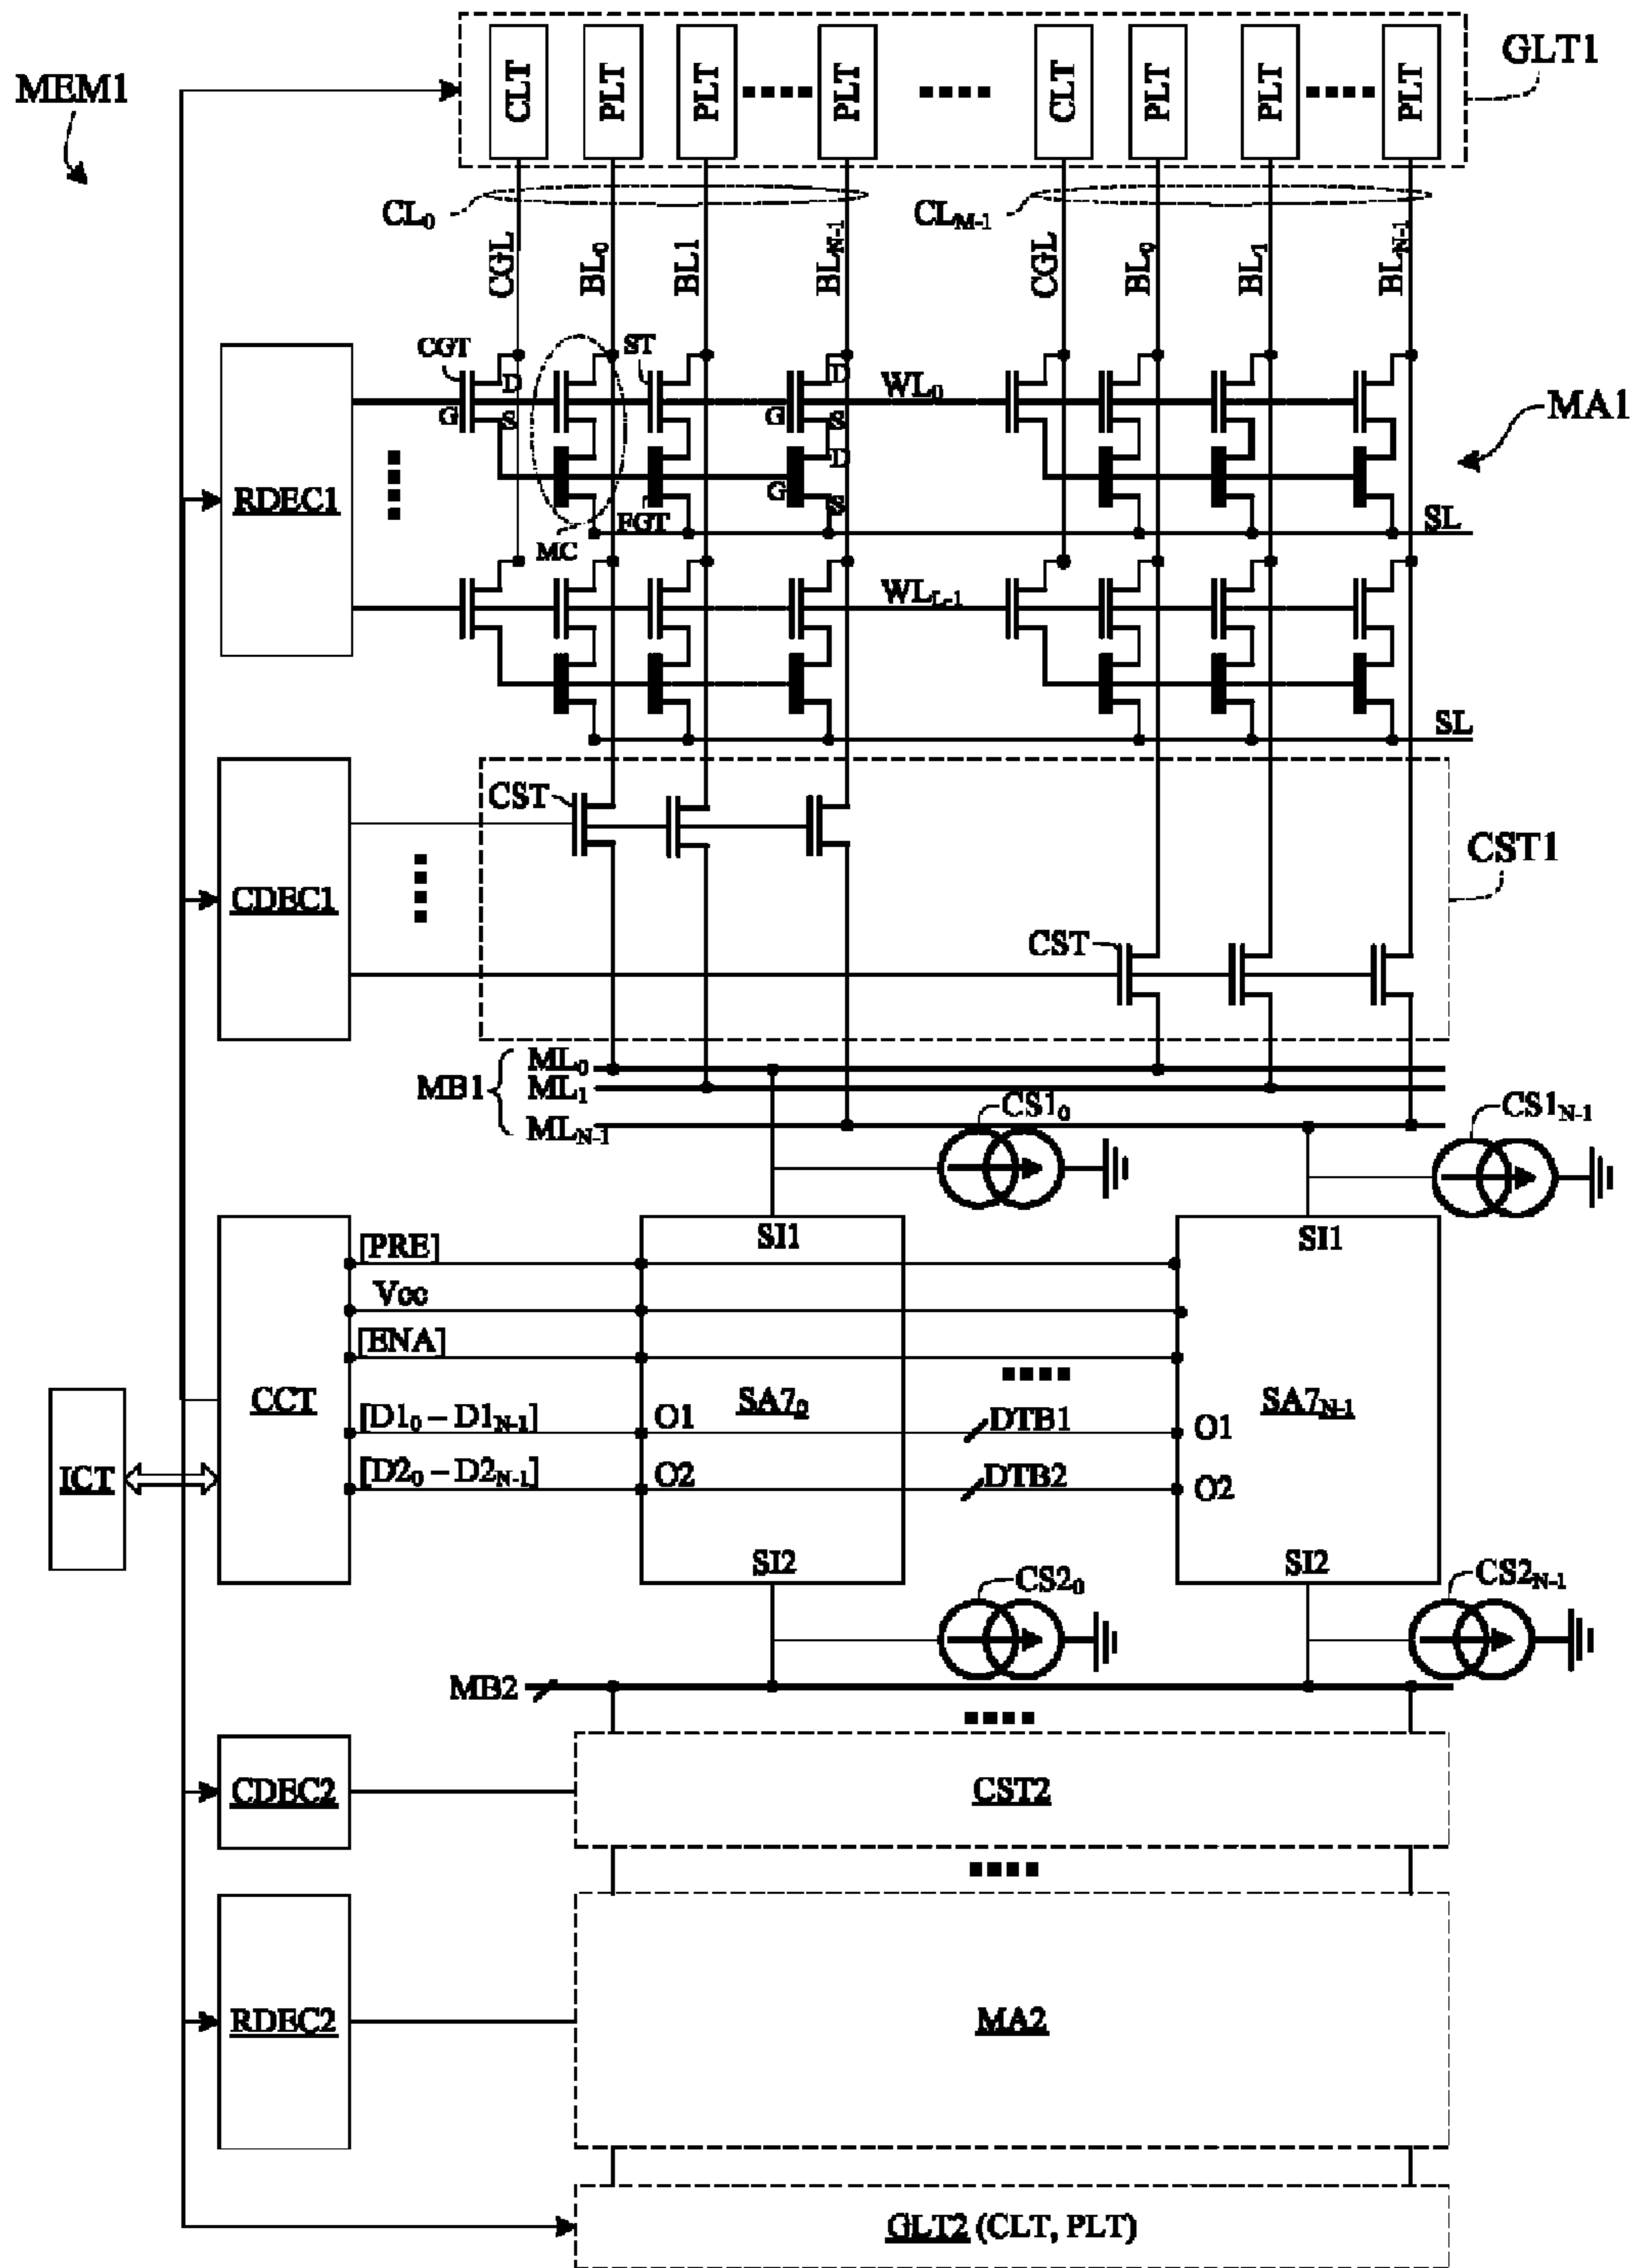 MEM1
GLT1
CLT PLT PLT PLT CLT PLT PLT PLT
CL0 CLM-1
CGL BL0 BL1 BLN-1 CGL BL0 BL1 BLN-1
CGT ST
D D
WL0
G S G S
MA1
RDEC1
D
G S
FGT
MC
SL
WLL-1
SL
CST
CST1
CDEC1
CST
MB1 ML0
ML1
MLN-1
CS10 CS1N-1
SI1 SI1
[PRE]
Vcc
[ENA]
CCT SA70 SA7N-1
[D10 – D1N-1] O1 DTB1 O1
ICT [D20 – D2N-1] O2 DTB2 O2
SI2 SI2
CS20 CS2N-1
MB2
CDEC2 CST2
RDEC2 MA2
GLT2 (CLT, PLT)